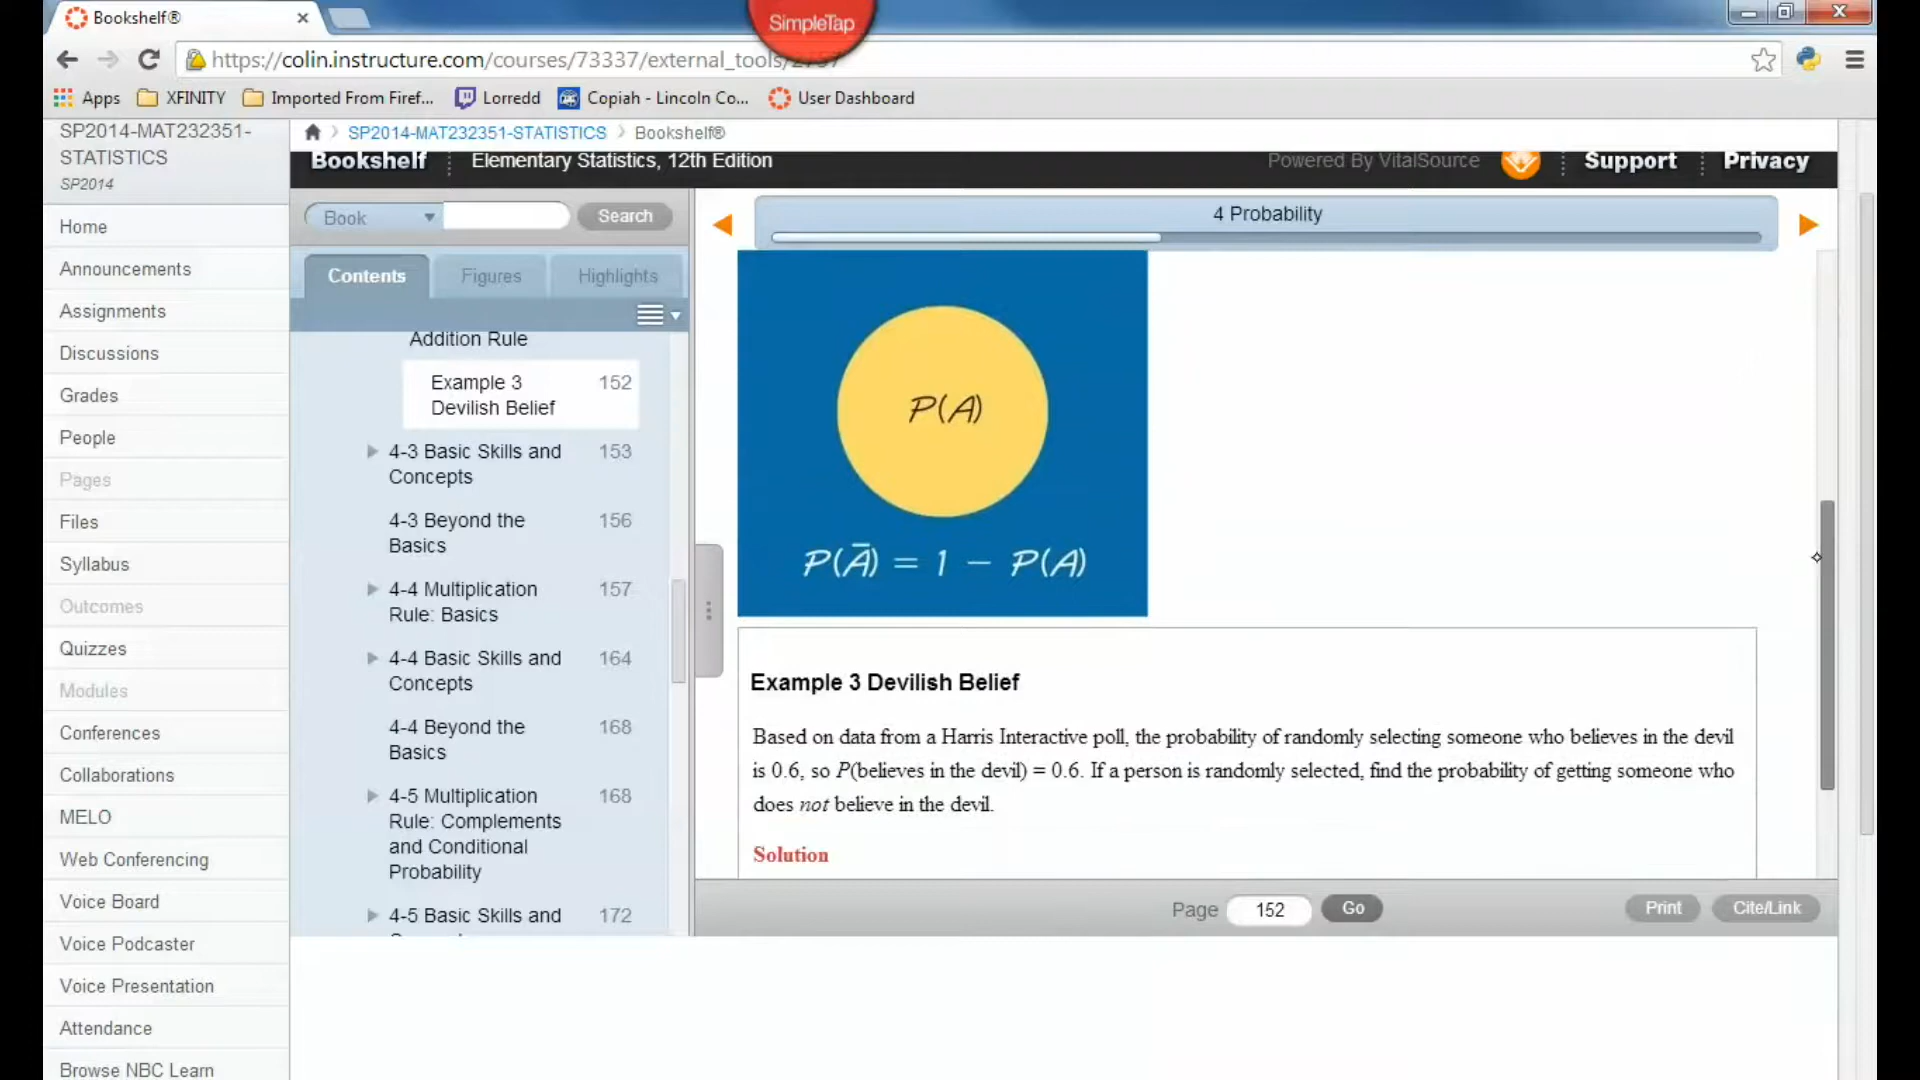 Bookshelf®
SimpleTap
https://colin.instructure.com/courses/73337/external_tools/2757
Apps XFINITY Imported From Firef... Lorredd Copiah - Lincoln Co... User Dashboard
SP2014-MAT232351-
STATISTICS
SP2014
Home
Announcements
Assignments
Discussions
Grades
People
Pages
Files
Syllabus
Outcomes
Quizzes
Modules
Conferences
Collaborations
MELO
Web Conferencing
Voice Board
Voice Podcaster
Voice Presentation
Attendance
Browse NBC Learn
SP2014-MAT232351-STATISTICS Bookshelf®
Bookshelf Elementary Statistics, 12th Edition Powered By VitalSource Support Privacy
Book Search
Contents Figures Highlights
Addition Rule
Example 3 152
Devilish Belief
4-3 Basic Skills and 153
Concepts
4-3 Beyond the 156
Basics
4-4 Multiplication 157
Rule: Basics
4-4 Basic Skills and 164
Concepts
4-4 Beyond the 168
Basics
4-5 Multiplication 168
Rule: Complements
and Conditional
Probability
4-5 Basic Skills and 172
4 Probability
P(A)
P(Ā) = 1 − P(A)
Example 3 Devilish Belief
Based on data from a Harris Interactive poll, the probability of randomly selecting someone who believes in the devil
is 0.6, so P(believes in the devil) = 0.6. If a person is randomly selected, find the probability of getting someone who
does not believe in the devil.
Solution
Page 152 Go Print Cite/Link